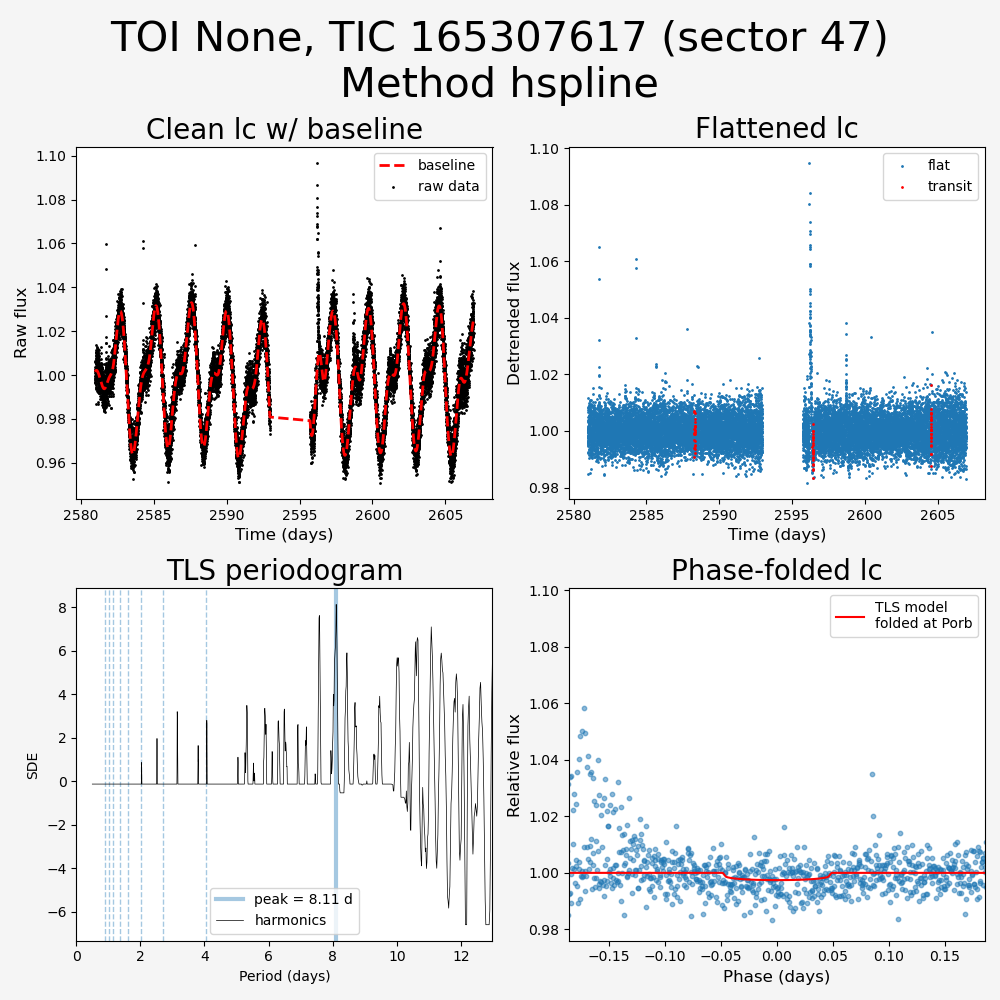 TOI None, TIC 165307617 (sector 47)
Method hspline
Clean lc w/ baseline
Flattened lc
baseline
raw data
flat
transit
1.10
1.08
1.06
1.04
1.02
1.00
0.98
0.96
Raw flux
2580
2585
2590
2595
2600
2605
Time (days)
1.10
1.08
1.06
1.04
1.02
1.00
0.98
Detrended flux
2580
2585
2590
2595
2600
2605
Time (days)
TLS periodogram
Phase-folded lc
8
6
4
2
0
−2
−4
−6
SDE
peak = 8.11 d
harmonics
0
2
4
6
8
10
12
Period (days)
TLS model
folded at Porb
1.10
1.08
1.06
1.04
1.02
1.00
0.98
Relative flux
−0.15
−0.10
−0.05
0.00
0.05
0.10
0.15
Phase (days)